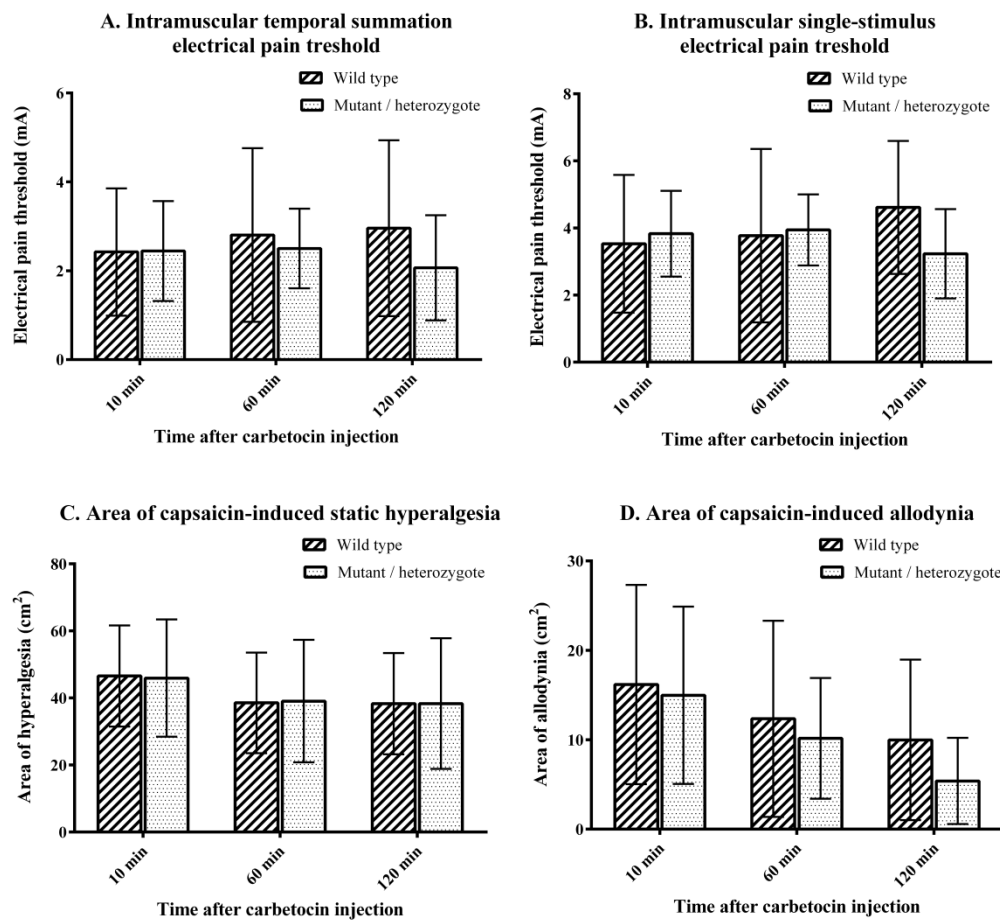 A. Intramuscular temporal summation
electrical pain treshold
Wild type
Mutant / heterozygote
Electrical pain threshold (mA)
6
4
2
0
10 min
60 min
120 min
Time after carbetocin injection
B. Intramuscular single-stimulus
electrical pain treshold
Wild type
Mutant / heterozygote
Electrical pain threshold (mA)
8
6
4
2
0
10 min
60 min
120 min
Time after carbetocin injection
C. Area of capsaicin-induced static hyperalgesia
Wild type
Mutant / heterozygote
Area of hyperalgesia (cm²)
80
60
40
20
0
10 min
60 min
120 min
Time after carbetocin injection
D. Area of capsaicin-induced allodynia
Wild type
Mutant / heterozygote
Area of allodynia (cm²)
30
20
10
0
10 min
60 min
120 min
Time after carbetocin injection